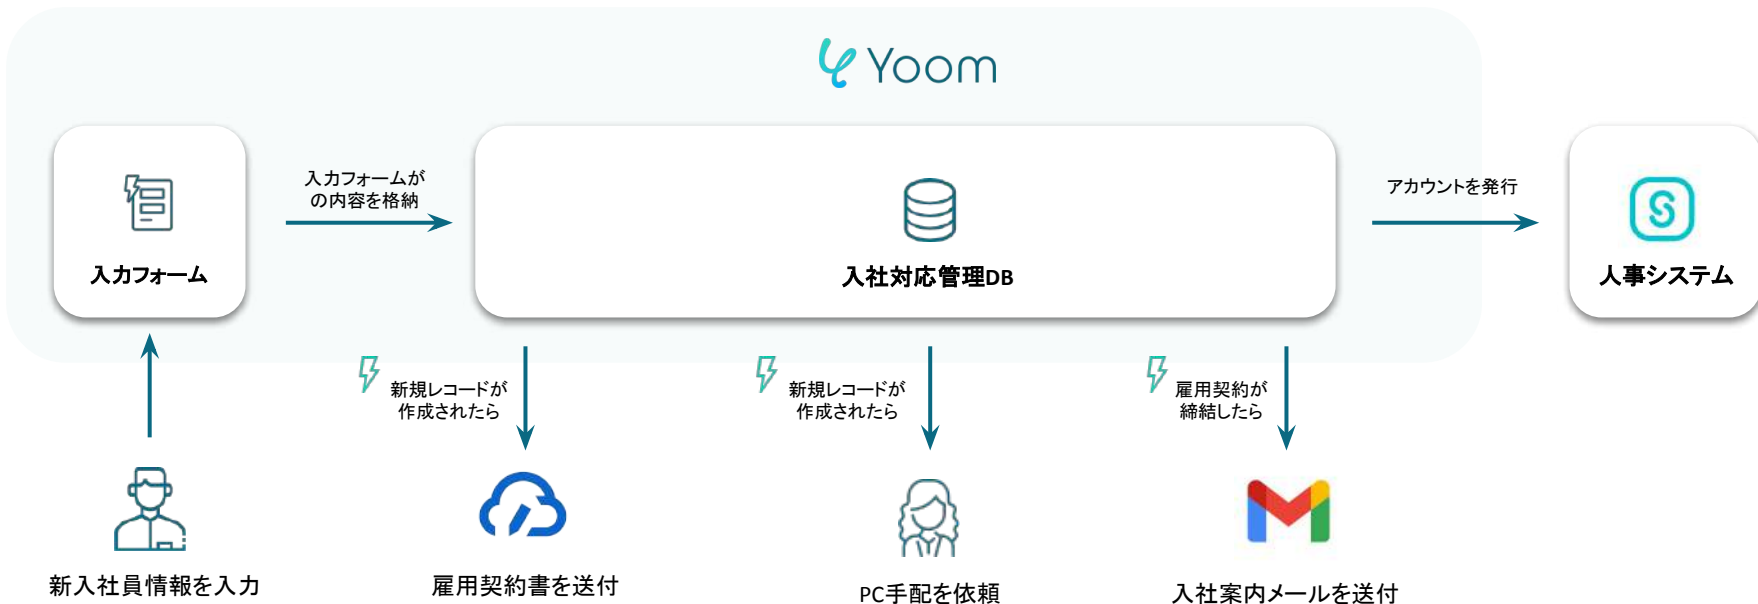 Yoom
入力フォームが
の内容を格納
アカウントを発行
入力フォーム
入社対応管理DB
人事システム
新規レコードが
作成されたら
新規レコードが
作成されたら
雇用契約が
締結したら
新入社員情報を入力
雇用契約書を送付
PC手配を依頼
入社案内メールを送付